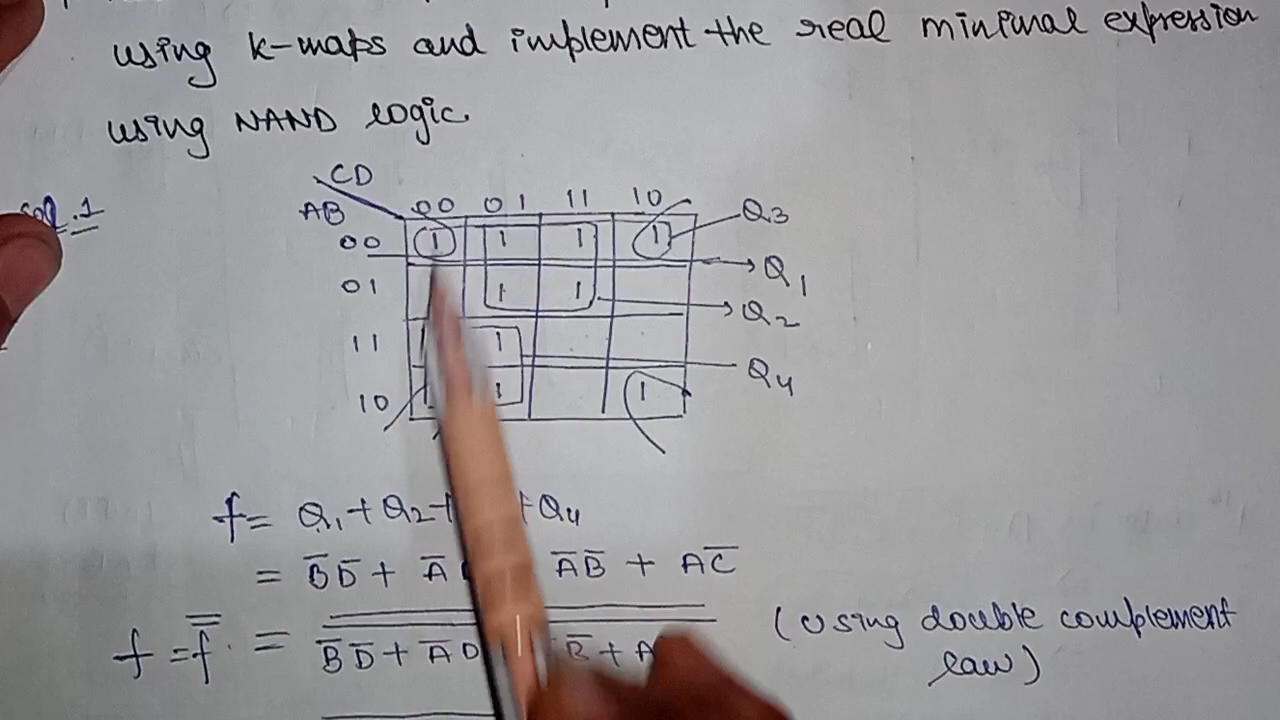 using k-maps and implement the real minimal expression
using NAND logic.
sol.1
CD
AB 00 01 11 10
00 1 1 1 1 Q3
Q1
01 1 1
Q2
11 1
Q4
10 1 1
f = Q1 + Q2 + + Q4
= B̅D̅ + A̅ A̅B̅ + AC̅
f = f̿ = B̅D̅ + A̅D B̅ + A (Using double complement
law)